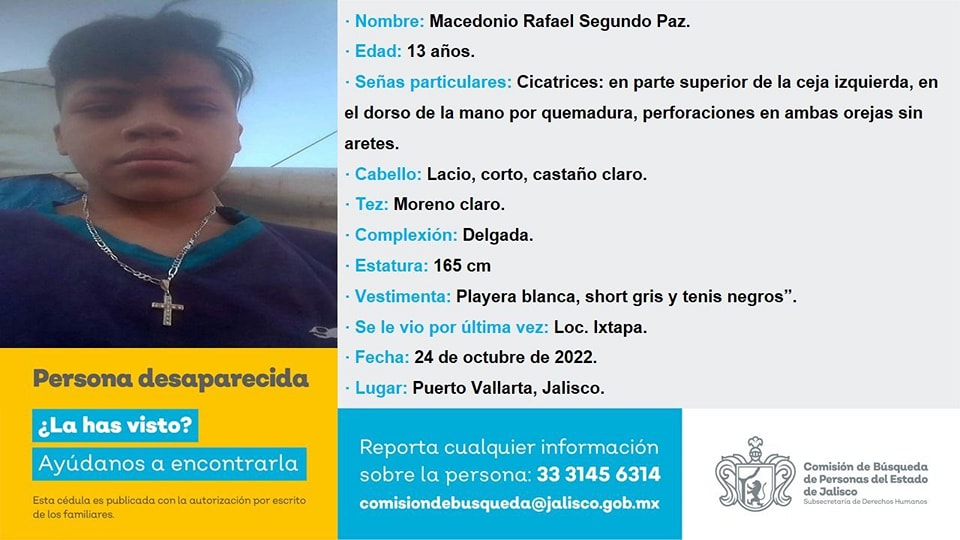 · Nombre: Macedonio Rafael Segundo Paz.
· Edad: 13 años.
· Señas particulares: Cicatrices: en parte superior de la ceja izquierda, en
el dorso de la mano por quemadura, perforaciones en ambas orejas sin
aretes.
· Cabello: Lacio, corto, castaño claro.
· Tez: Moreno claro.
· Complexión: Delgada.
· Estatura: 165 cm
· Vestimenta: Playera blanca, short gris y tenis negros”.
· Se le vio por última vez: Loc. Ixtapa.
· Fecha: 24 de octubre de 2022.
· Lugar: Puerto Vallarta, Jalisco.
Persona desaparecida
¿La has visto?
Ayúdanos a encontrarla
Esta cédula es publicada con la autorización por escrito
de los familiares.
Reporta cualquier información
sobre la persona: 33 3145 6314
comisiondebusqueda@jalisco.gob.mx
Comisión de Búsqueda
de Personas del Estado
de Jalisco
Subsecretaría de Derechos Humanos